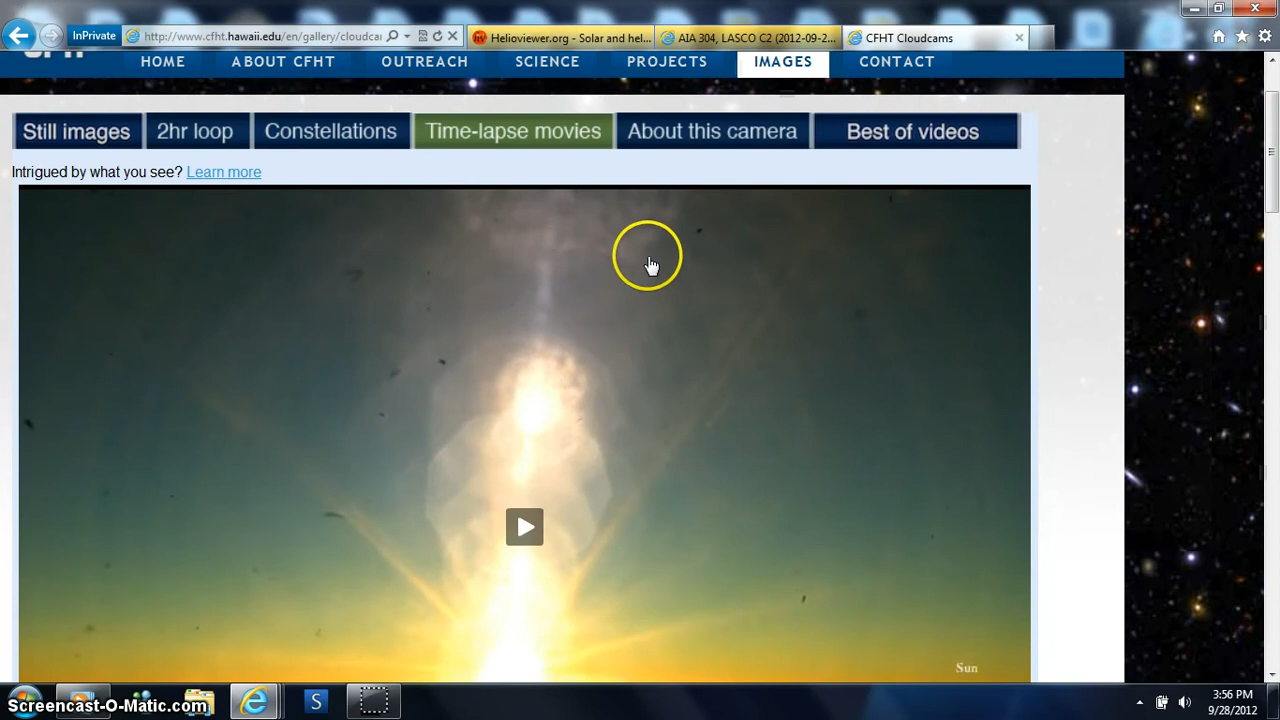 InPrivate
http://www.cfht.hawaii.edu/en/gallery/cloudca
Helioviewer.org - Solar and hel...
AIA 304, LASCO C2 (2012-09-2...
CFHT Cloudcams
HOME
ABOUT CFHT
OUTREACH
SCIENCE
PROJECTS
IMAGES
CONTACT
Still images
2hr loop
Constellations
Time-lapse movies
About this camera
Best of videos
Intrigued by what you see? Learn more
Sun
S
3:56 PM
9/28/2012
Screencast-O-Matic.com